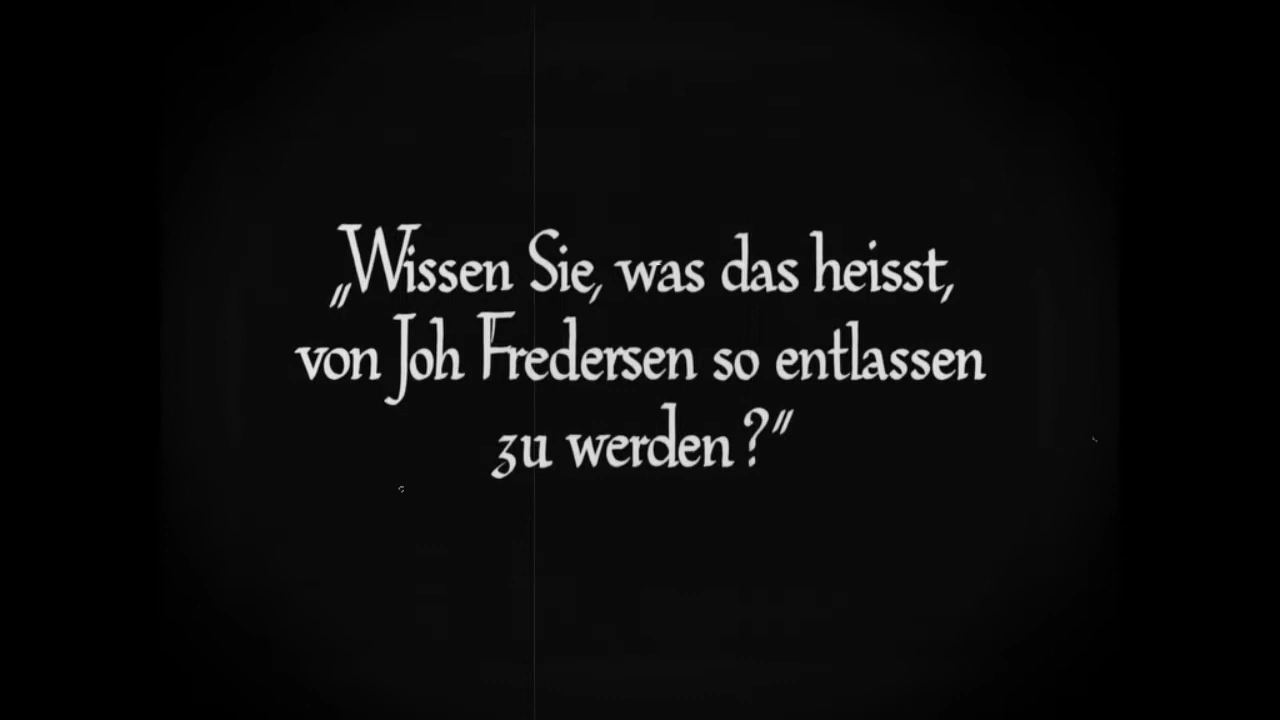 „Wissen Sie, was das heisst,
von Joh Fredersen so entlassen
zu werden?"